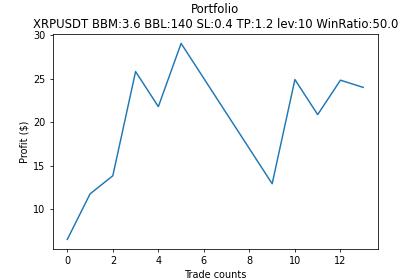 Portfolio
XRPUSDT BBM:3.6 BBL:140 SL:0.4 TP:1.2 lev:10 WinRatio:50.0
30
25
20
15
10
Profit ($)
0 2 4 6 8 10 12
Trade counts